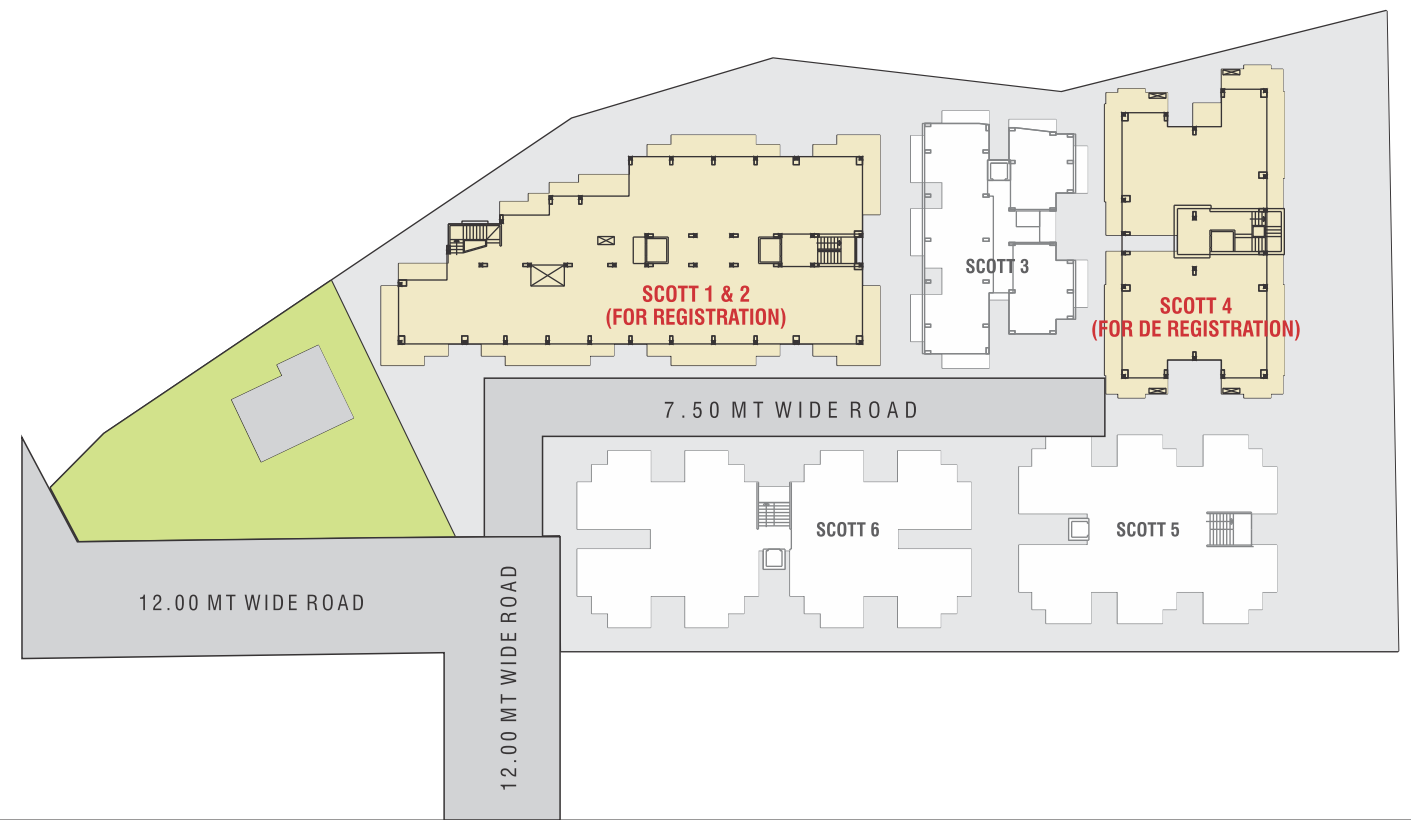 SCOTT 3
SCOTT 1 & 2
(FOR REGISTRATION)
SCOTT 4
(FOR DE REGISTRATION)
7.50 MT WIDE ROAD
SCOTT 6
SCOTT 5
12.00 MT WIDE ROAD
12.00 MT WIDE ROAD